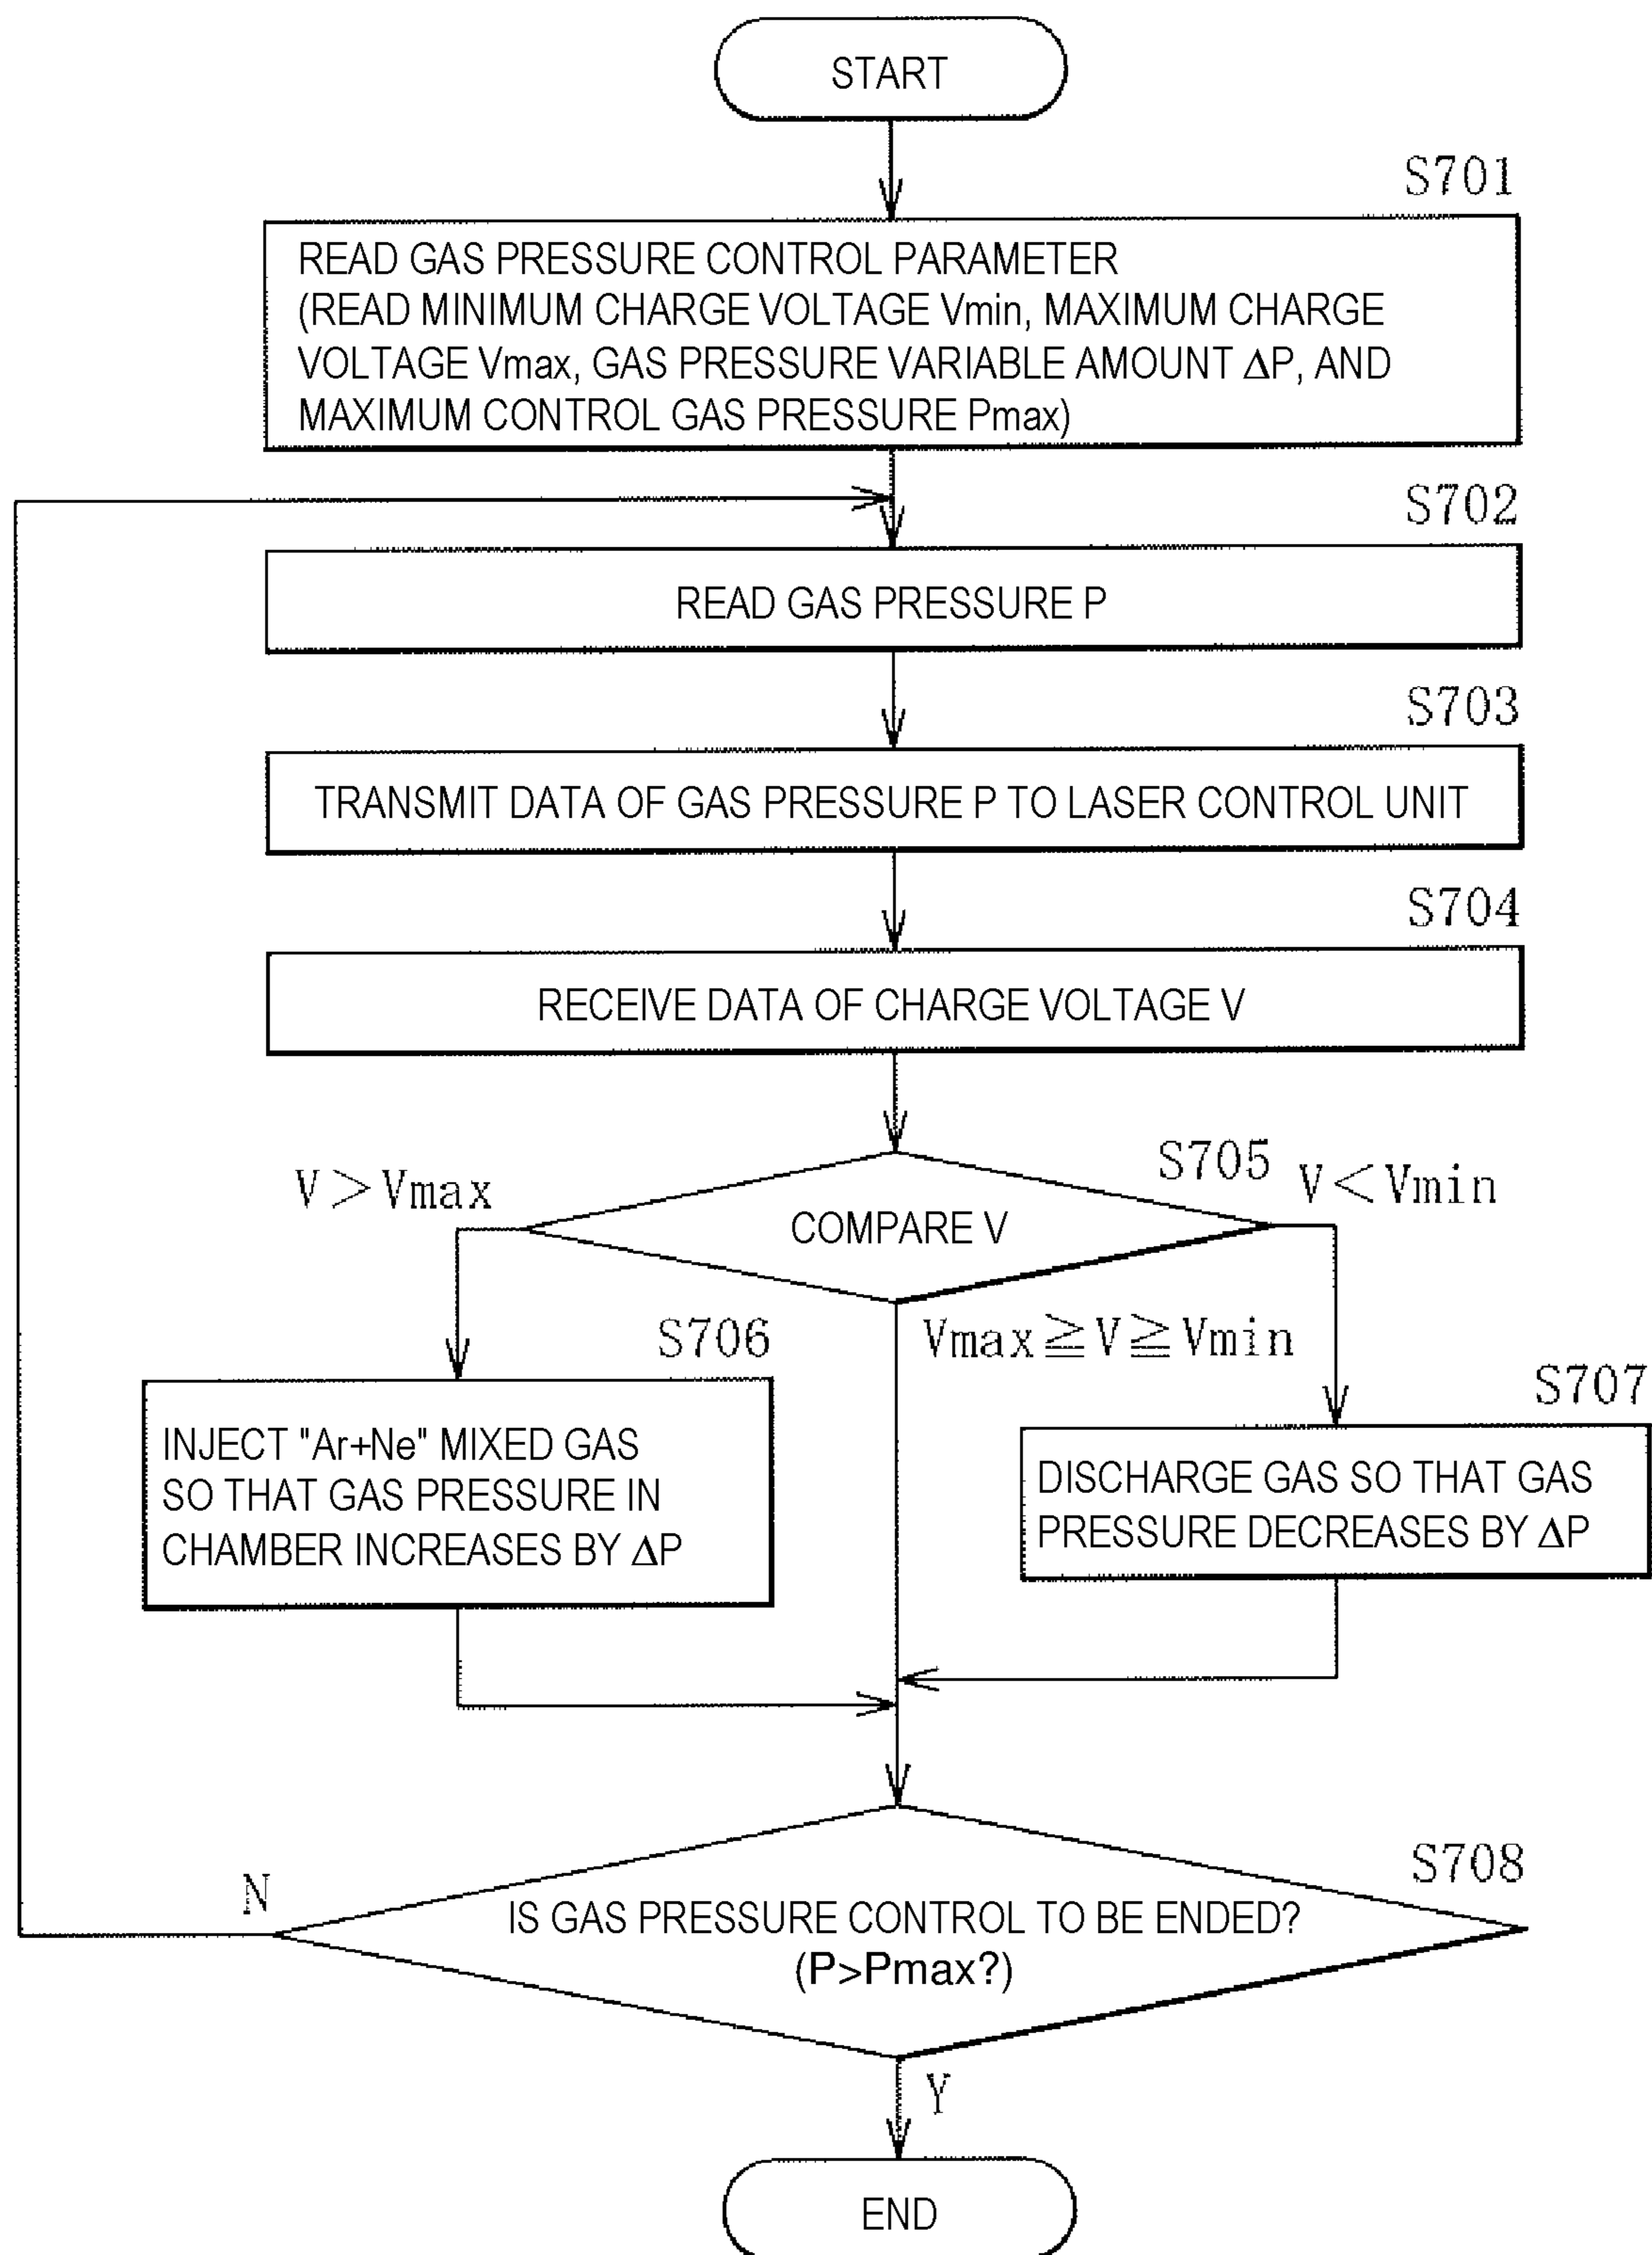 START
S701
READ GAS PRESSURE CONTROL PARAMETER
(READ MINIMUM CHARGE VOLTAGE Vmin, MAXIMUM CHARGE
VOLTAGE Vmax, GAS PRESSURE VARIABLE AMOUNT ΔP, AND
MAXIMUM CONTROL GAS PRESSURE Pmax)
S702
READ GAS PRESSURE P
S703
TRANSMIT DATA OF GAS PRESSURE P TO LASER CONTROL UNIT
S704
RECEIVE DATA OF CHARGE VOLTAGE V
S705
V＞Vmax
V＜Vmin
COMPARE V
Vmax≧V≧Vmin
S706
INJECT "Ar+Ne" MIXED GAS
SO THAT GAS PRESSURE IN
CHAMBER INCREASES BY ΔP
S707
DISCHARGE GAS SO THAT GAS
PRESSURE DECREASES BY ΔP
S708
N
IS GAS PRESSURE CONTROL TO BE ENDED?
(P>Pmax?)
Y
END